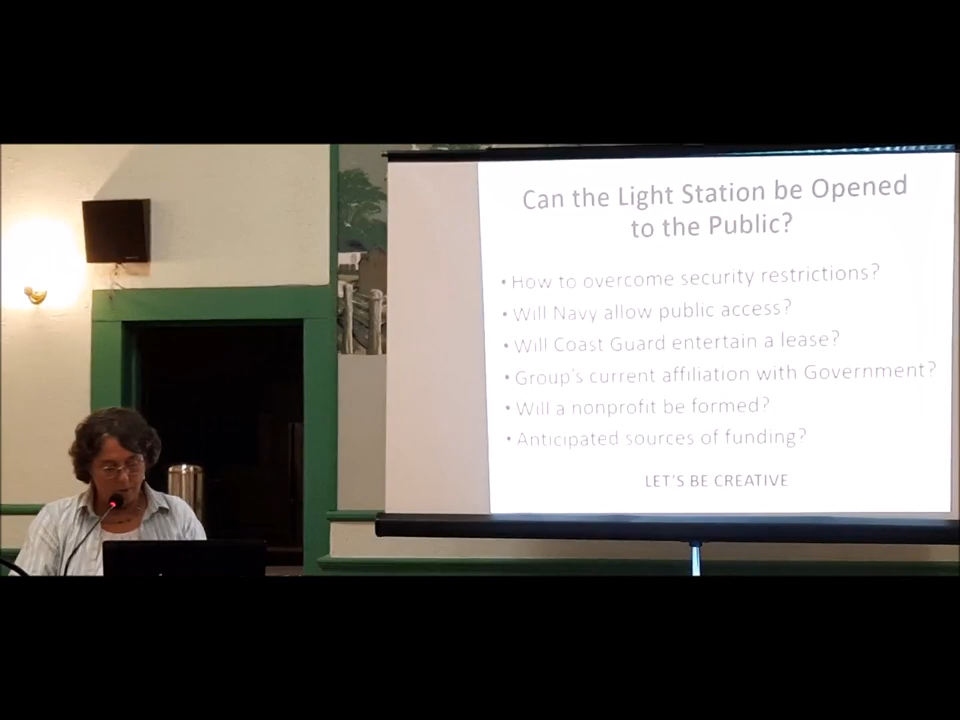 Can the Light Station be Opened
to the Public?
• How to overcome security restrictions?
• Will Navy allow public access?
• Will Coast Guard entertain a lease?
• Group's current affiliation with Government?
• Will a nonprofit be formed?
• Anticipated sources of funding?
LET'S BE CREATIVE